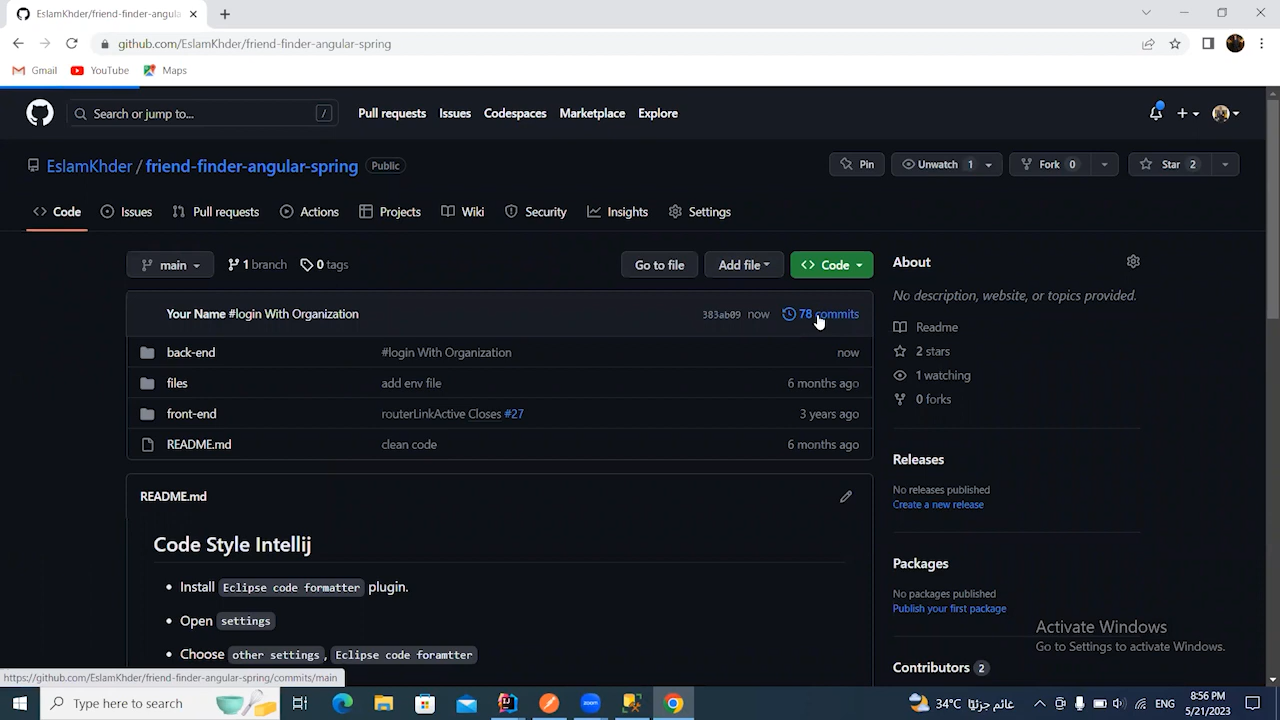 EslamKhder/friend-finder-angula
github.com/EslamKhder/friend-finder-angular-spring
Gmail YouTube Maps
Search or jump to... / Pull requests Issues Codespaces Marketplace Explore
EslamKhder / friend-finder-angular-spring Public Pin Unwatch 1 Fork 0 Star 2
Code Issues Pull requests Actions Projects Wiki Security Insights Settings
main 1 branch 0 tags Go to file Add file Code
Your Name #login With Organization 383ab09 now 78 commits
back-end #login With Organization now
files add env file 6 months ago
front-end routerLinkActive Closes #27 3 years ago
README.md clean code 6 months ago
README.md
Code Style Intellij
• Install Eclipse code formatter plugin.
• Open settings
• Choose other settings, Eclipse code foramtter
About
No description, website, or topics provided.
Readme
2 stars
1 watching
0 forks
Releases
No releases published
Create a new release
Packages
No packages published
Publish your first package
Contributors 2
Activate Windows
Go to Settings to activate Windows.
https://github.com/EslamKhder/friend-finder-angular-spring/commits/main
Type here to search
34°C غائم جزئيًا
ENG
8:56 PM
5/21/2023